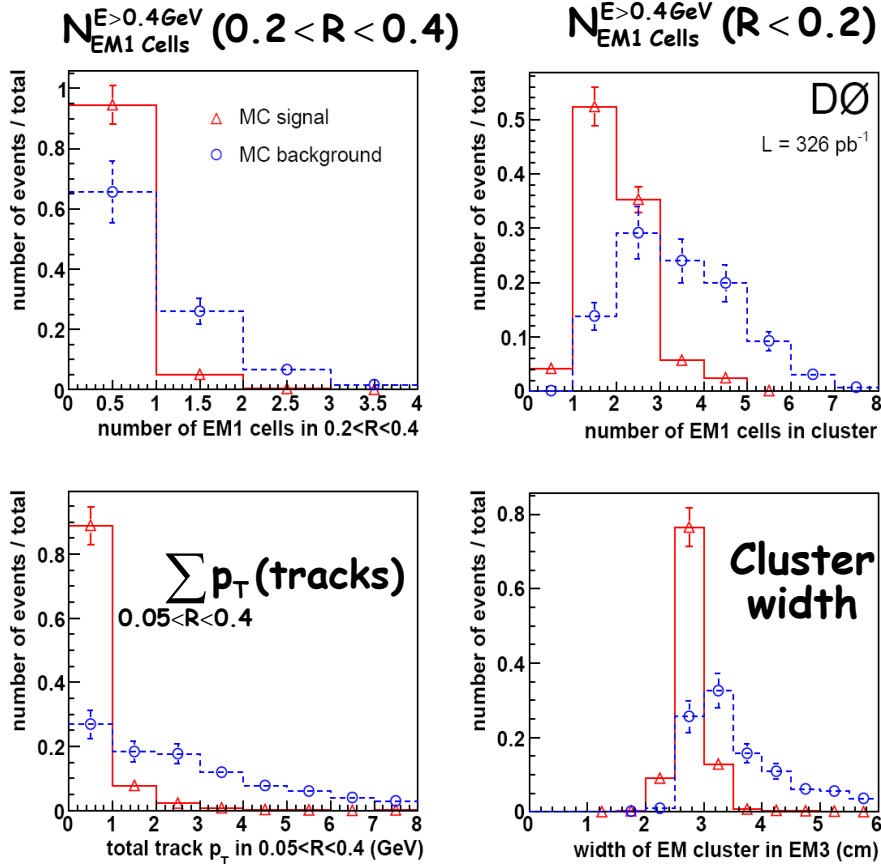 N E>0.4GeV EM1 Cells (0.2<R<0.4)
number of events / total
1
0.8
0.6
0.4
0.2
0
MC signal
MC background
0 0.5 1 1.5 2 2.5 3 3.5 4
number of EM1 cells in 0.2<R<0.4
N E>0.4GeV EM1 Cells (R<0.2)
number of events / total
0.5
0.4
0.3
0.2
0.1
0
DØ
L = 326 pb-1
0 1 2 3 4 5 6 7 8
number of EM1 cells in cluster
number of events / total
0.8
0.6
0.4
0.2
0
∑ pT (tracks)
0.05<R<0.4
0 1 2 3 4 5 6 7 8
total track pT in 0.05<R<0.4 (GeV)
number of events / total
0.8
0.6
0.4
0.2
0
Cluster
width
0 1 2 3 4 5 6
width of EM cluster in EM3 (cm)